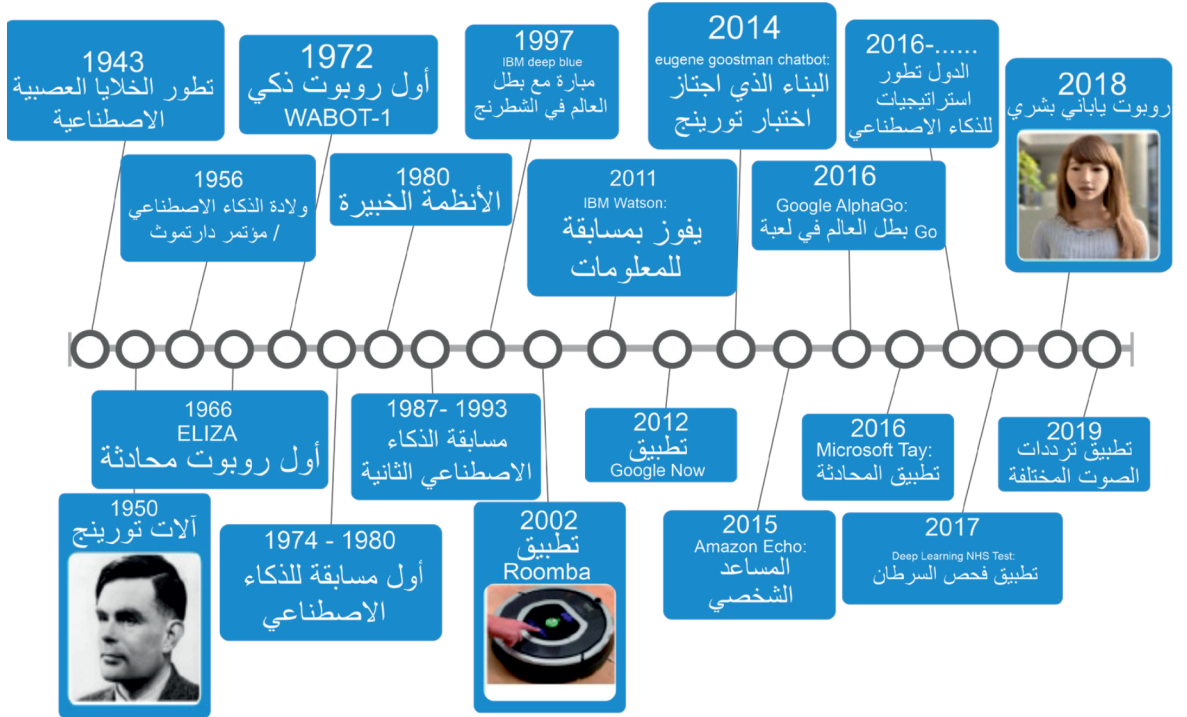 1943
تطور الخلايا العصبية
الاصطناعية
1950
آلات تورينج
1956
ولادة الذكاء الاصطناعي
/ مؤتمر دارتموث
1966
ELIZA
أول روبوت محادثة
1972
أول روبوت ذكي
WABOT-1
1974 - 1980
أول مسابقة للذكاء
الاصطناعي
1980
الأنظمة الخبيرة
1987- 1993
مسابقة الذكاء
الاصطناعي الثانية
1997
IBM deep blue
مبارة مع بطل
العالم في الشطرنج
2002
تطبيق
Roomba
2011
IBM Watson:
يفوز بمسابقة
للمعلومات
2012
تطبيق
Google Now
2014
eugene goostman chatbot:
البناء الذي اجتاز
اختبار تورينج
2015
Amazon Echo:
المساعد
الشخصي
2016
Google AlphaGo:
بطل العالم في لعبة Go
2016
Microsoft Tay:
تطبيق المحادثة
2016-......
الدول تطور
استراتيجيات
للذكاء الاصطناعي
2017
Deep Learning NHS Test:
تطبيق فحص السرطان
2018
روبوت ياباني بشري
2019
تطبيق ترددات
الصوت المختلفة